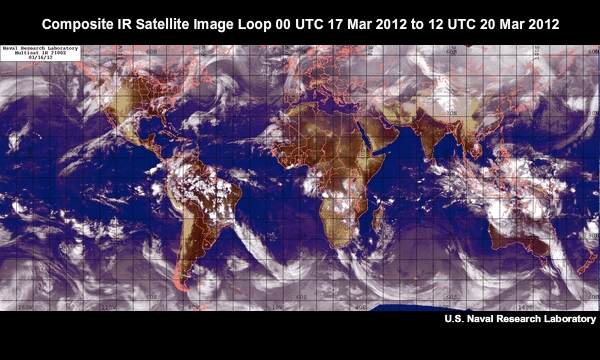 Composite IR Satellite Image Loop 00 UTC 17 Mar 2012 to 12 UTC 20 Mar 2012
Naval Research Laboratory
Multisat IR 2100Z
03/16/12
U.S. Naval Research Laboratory